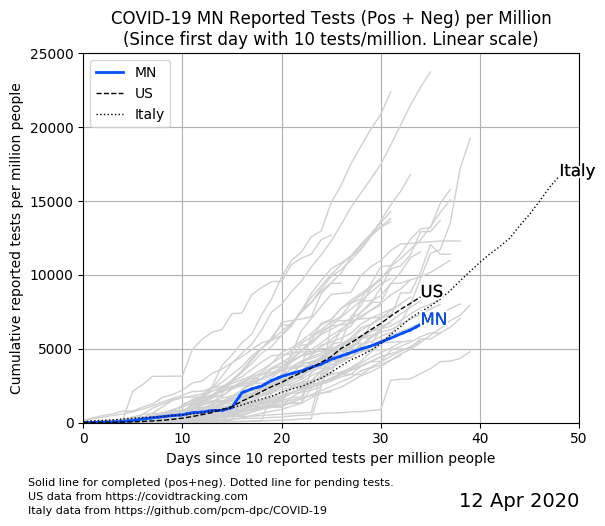 COVID-19 MN Reported Tests (Pos + Neg) per Million
(Since first day with 10 tests/million. Linear scale)
Cumulative reported tests per million people
25000
20000
15000
10000
5000
0
MN
US
Italy
Italy
US
MN
0 10 20 30 40 50
Days since 10 reported tests per million people
Solid line for completed (pos+neg). Dotted line for pending tests.
US data from https://covidtracking.com
Italy data from https://github.com/pcm-dpc/COVID-19
12 Apr 2020